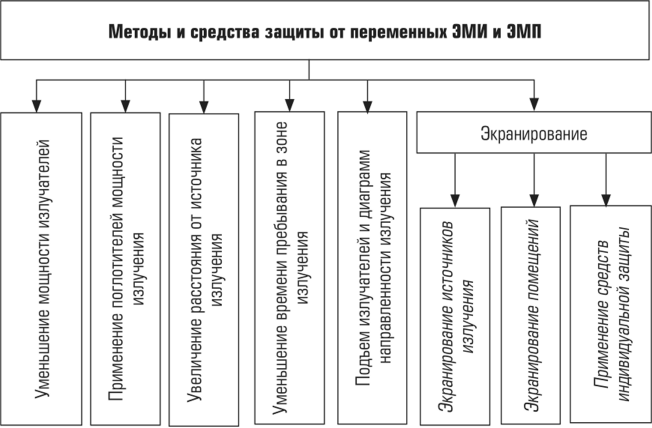 Методы и средства защиты от переменных ЭМИ и ЭМП
Уменьшение мощности излучателей
Применение поглотителей мощности
излучения
Увеличение расстояния от источника
излучения
Уменьшение времени пребывания в зоне
излучения
Подъем излучателей и диаграмм
направленности излучения
Экранирование
Экранирование источников
излучения
Экранирование помещений
Применение средств
индивидуальной защиты